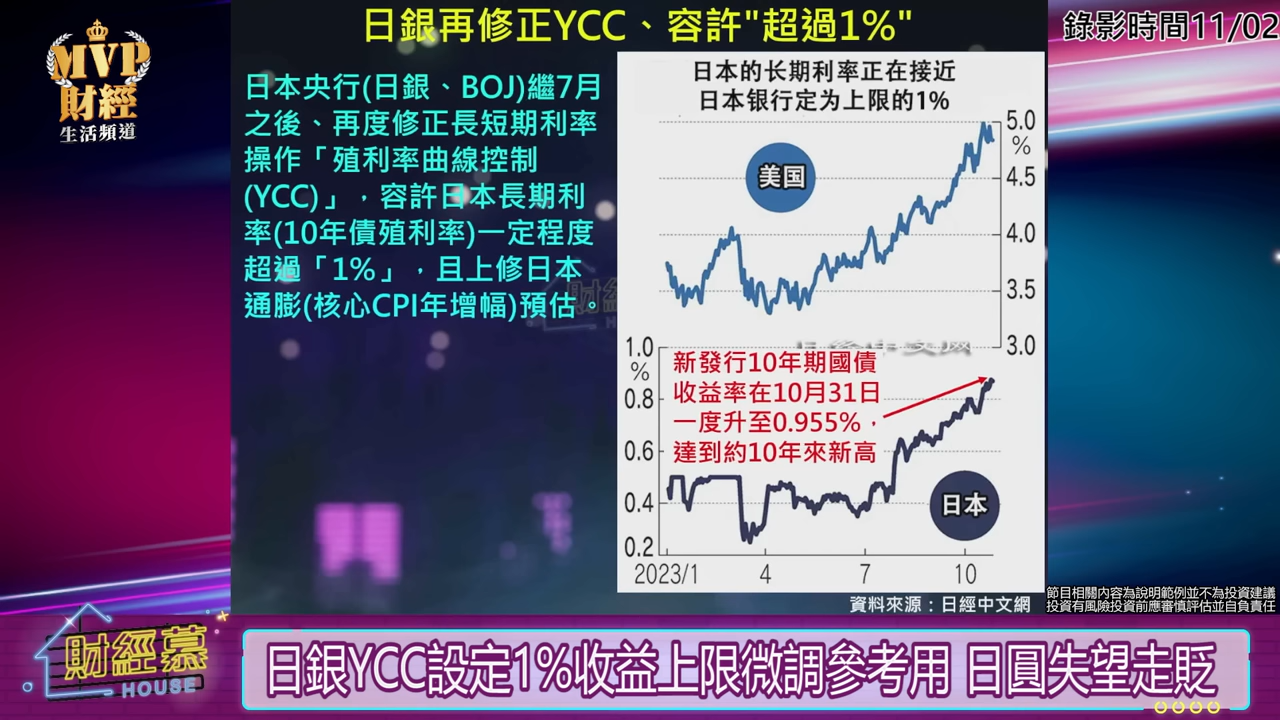 日銀再修正YCC、容許"超過1%"
錄影時間11/02
MVP
財經
生活頻道
日本央行(日銀、BOJ)繼7月
之後、再度修正長短期利率
操作「殖利率曲線控制
(YCC)」，容許日本長期利
率(10年債殖利率)一定程度
超過「1%」，且上修日本
通膨(核心CPI年增幅)預估。
日本的长期利率正在接近
日本银行定为上限的1%
5.0
%
美国
4.5
4.0
3.5
3.0
1.0
%
新發行10年期國債
收益率在10月31日
一度升至0.955%，
達到約10年來新高
0.8
0.6
0.4
日本
0.2
2023/1 4 7 10
資料來源：日經中文網
節目相關內容為說明範例並不為投資建議
投資有風險投資前應審慎評估並自負責任
財經慕
HOUSE
日銀YCC設定1%收益上限微調參考用 日圓失望走貶